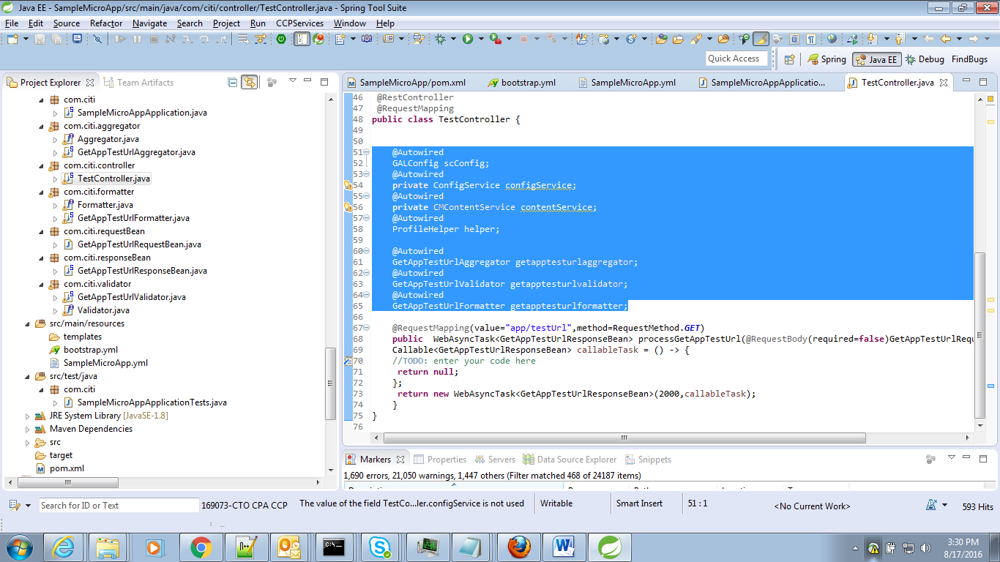 Java EE - SampleMicroApp/src/main/java/com/citi/controller/TestController.java - Spring Tool Suite
File Edit Source Refactor Navigate Search Project Run CCPServices Window Help
Quick Access
Spring Java EE Debug FindBugs
Project Explorer Team Artifacts
com.citi
SampleMicroAppApplication.java
com.citi.aggregator
Aggregator.java
GetAppTestUrlAggregator.java
com.citi.controller
TestController.java
com.citi.formatter
Formatter.java
GetAppTestUrlFormatter.java
com.citi.requestBean
GetAppTestUrlRequestBean.java
com.citi.responseBean
GetAppTestUrlResponseBean.java
com.citi.validator
GetAppTestUrlValidator.java
Validator.java
src/main/resources
templates
bootstrap.yml
SampleMicroApp.yml
src/test/java
com.citi
SampleMicroAppApplicationTests.java
JRE System Library [JavaSE-1.8]
Maven Dependencies
src
target
pom.xml
SampleMicroApp/pom.xml bootstrap.yml SampleMicroApp.yml SampleMicroAppApplicatio... TestController.java
46 @RestController
47 @RequestMapping
48 public class TestController {
49
50
51 @Autowired
52 GALConfig scConfig;
53 @Autowired
54 private ConfigService configService;
55 @Autowired
56 private CMContentService contentService;
57 @Autowired
58 ProfileHelper helper;
59
60 @Autowired
61 GetAppTestUrlAggregator getapptesturlaggregator;
62 @Autowired
63 GetAppTestUrlValidator getapptesturlvalidator;
64 @Autowired
65 GetAppTestUrlFormatter getapptesturlformatter;
66
67 @RequestMapping(value="app/testUrl",method=RequestMethod.GET)
68 public WebAsyncTask<GetAppTestUrlResponseBean> processGetAppTestUrl(@RequestBody(required=false)GetAppTestUrlRequ
69 Callable<GetAppTestUrlResponseBean> callableTask = () -> {
70 //TODO: enter your code here
71 return null;
72 };
73 return new WebAsyncTask<GetAppTestUrlResponseBean>(2000,callableTask);
74 }
75 }
76
Markers Properties Servers Data Source Explorer Snippets
1,690 errors, 21,050 warnings, 1,447 others (Filter matched 468 of 24187 items)
Search for ID or Text 169073-CTO CPA CCP The value of the field TestCo...ler.configService is not used Writable Smart Insert 51 : 1 <No Current Work> 593 Hits
3:30 PM
8/17/2016